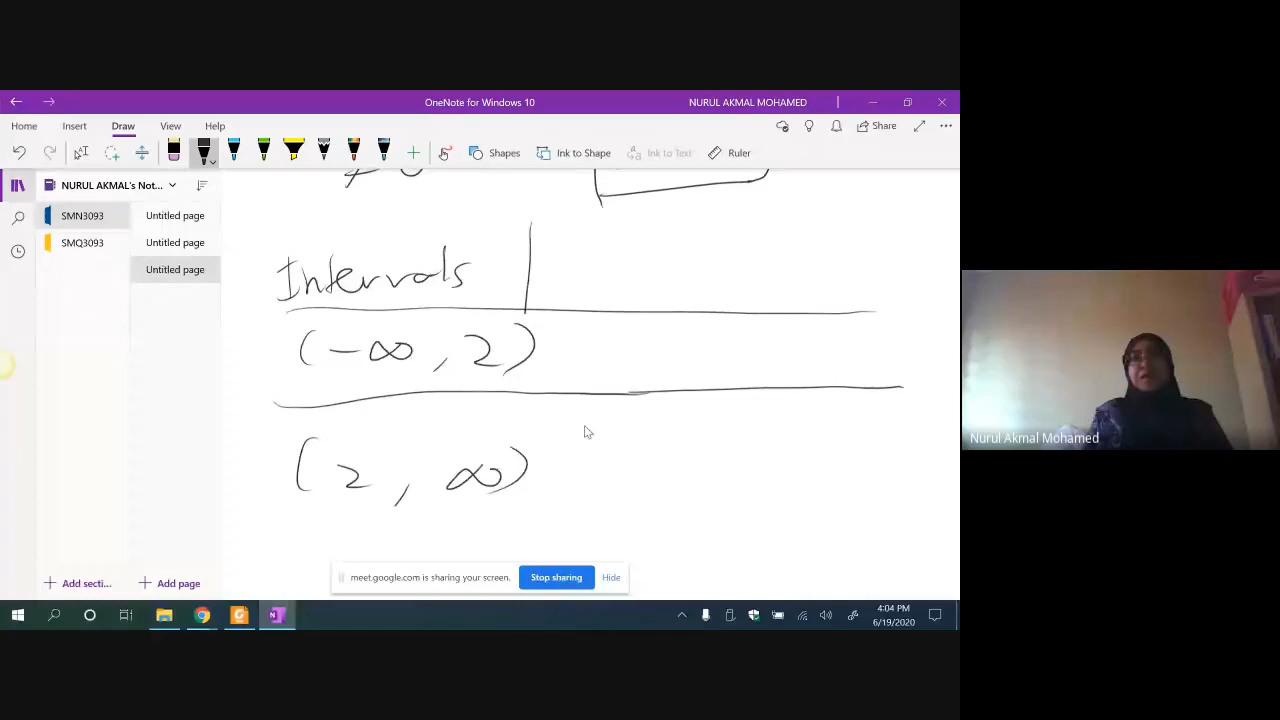 OneNote for Windows 10
NURUL AKMAL MOHAMED
Home Insert Draw View Help
Share
Shapes Ink to Shape Ink to Text Ruler
NURUL AKMAL's Not...
SMN3093
SMQ3093
Untitled page
Untitled page
Untitled page
Intervals
(-∞, 2)
(2, ∞)
Nurul Akmal Mohamed
meet.google.com is sharing your screen. Stop sharing Hide
Add secti... Add page
4:04 PM
6/19/2020